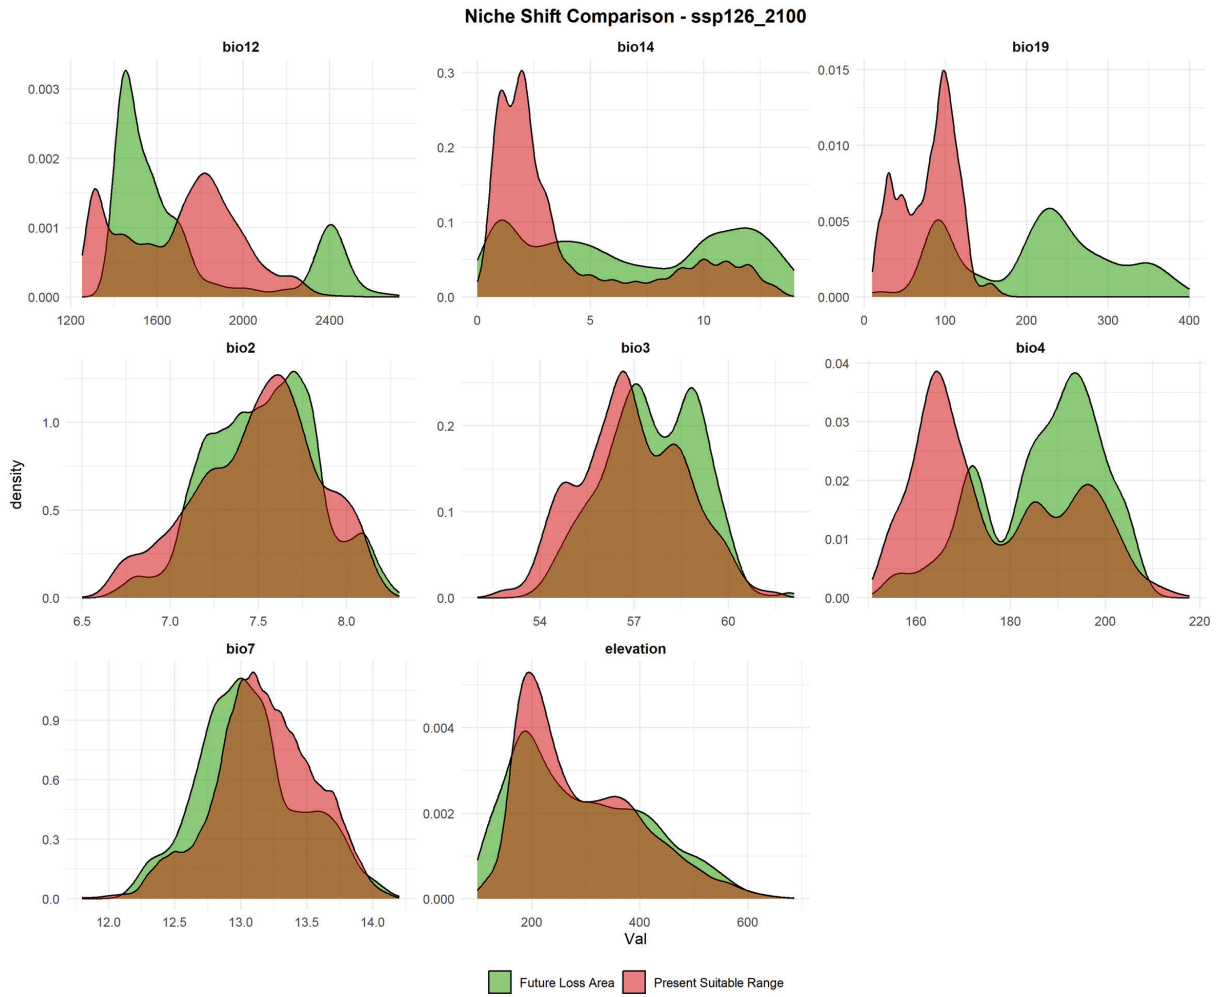 Niche Shift Comparison - ssp126_2100
bio12
bio14
bio19
0.003
0.002
0.001
0.000
1200 1600 2000 2400
0.3
0.2
0.1
0.0
0 5 10
0.015
0.010
0.005
0.000
0 100 200 300 400
bio2
bio3
bio4
density
1.0
0.5
0.0
6.5 7.0 7.5 8.0
0.2
0.1
0.0
54 57 60
0.04
0.03
0.02
0.01
0.00
160 180 200 220
bio7
elevation
0.9
0.6
0.3
0.0
12.0 12.5 13.0 13.5 14.0
0.004
0.002
0.000
200 400 600
Val
Future Loss Area Present Suitable Range